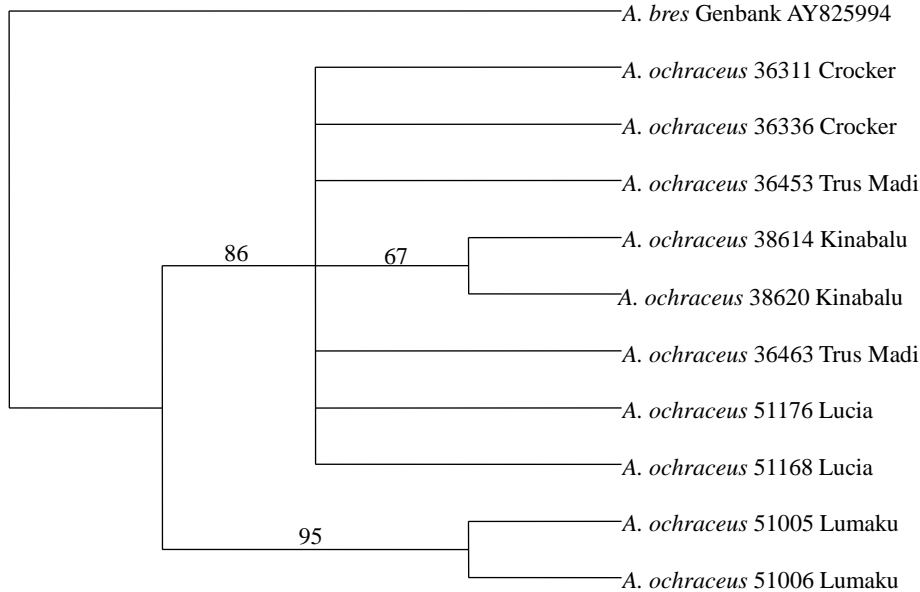 A. bres Genbank AY825994
A. ochraceus 36311 Crocker
A. ochraceus 36336 Crocker
A. ochraceus 36453 Trus Madi
A. ochraceus 38614 Kinabalu
86
67
A. ochraceus 38620 Kinabalu
A. ochraceus 36463 Trus Madi
A. ochraceus 51176 Lucia
A. ochraceus 51168 Lucia
A. ochraceus 51005 Lumaku
95
A. ochraceus 51006 Lumaku